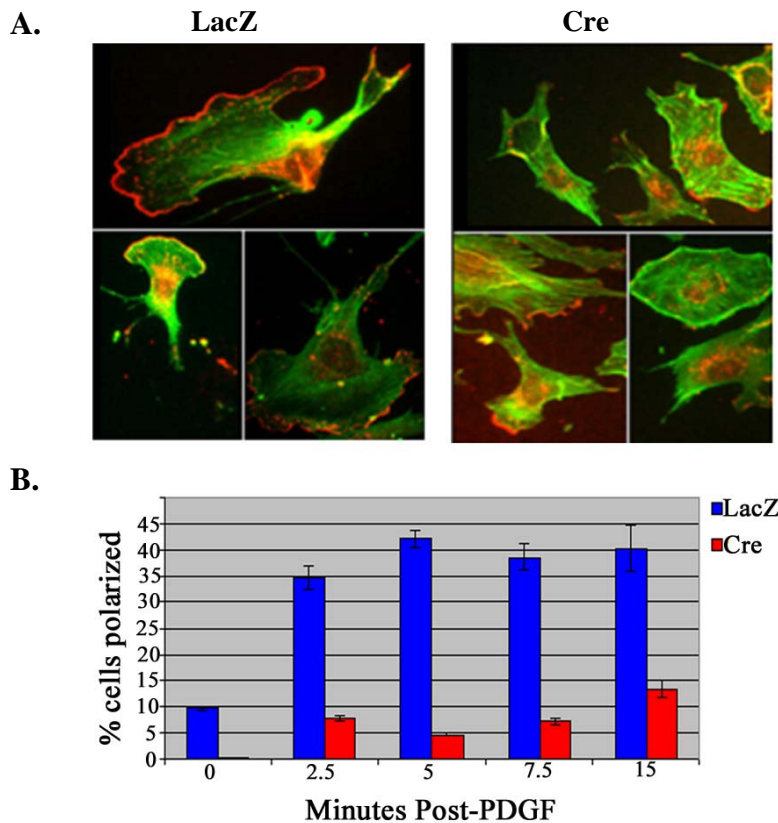 A.
LacZ
Cre
B.
% cells polarized
45
40
35
30
25
20
15
10
5
0
0
2.5
5
7.5
15
Minutes Post-PDGF
LacZ
Cre